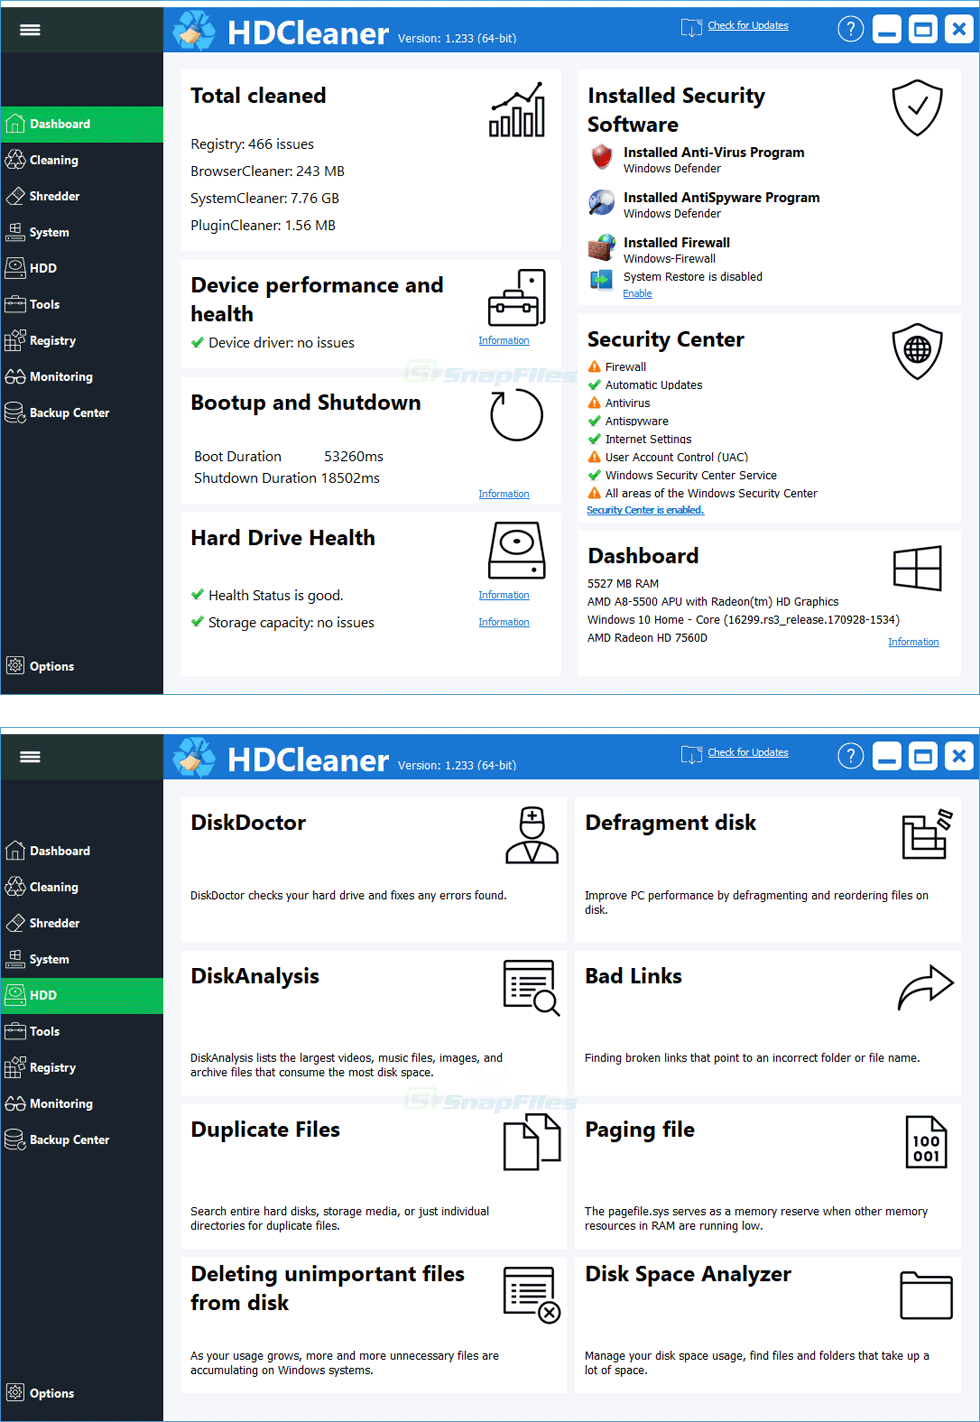 HDCleaner Version: 1.233 (64-bit)
Check for Updates
?
Dashboard
Cleaning
Shredder
System
HDD
Tools
Registry
Monitoring
Backup Center
Options
Total cleaned
Registry: 466 issues
BrowserCleaner: 243 MB
SystemCleaner: 7.76 GB
PluginCleaner: 1.56 MB
Device performance and
health
Device driver: no issues
Information
Bootup and Shutdown
Boot Duration 53260ms
Shutdown Duration 18502ms
Information
Hard Drive Health
Health Status is good.
Information
Storage capacity: no issues
Information
Installed Security
Software
Installed Anti-Virus Program
Windows Defender
Installed AntiSpyware Program
Windows Defender
Installed Firewall
Windows-Firewall
System Restore is disabled
Enable
Security Center
Firewall
Automatic Updates
Antivirus
Antispyware
Internet Settings
User Account Control (UAC)
Windows Security Center Service
All areas of the Windows Security Center
Security Center is enabled.
Dashboard
5527 MB RAM
AMD A8-5500 APU with Radeon(tm) HD Graphics
Windows 10 Home - Core (16299.rs3_release.170928-1534)
AMD Radeon HD 7560D
Information
SnapFiles
HDCleaner Version: 1.233 (64-bit)
Check for Updates
?
Dashboard
Cleaning
Shredder
System
HDD
Tools
Registry
Monitoring
Backup Center
Options
DiskDoctor
DiskDoctor checks your hard drive and fixes any errors found.
Defragment disk
Improve PC performance by defragmenting and reordering files on
disk.
DiskAnalysis
DiskAnalysis lists the largest videos, music files, images, and
archive files that consume the most disk space.
Bad Links
Finding broken links that point to an incorrect folder or file name.
SnapFiles
Duplicate Files
Search entire hard disks, storage media, or just individual
directories for duplicate files.
Paging file
100
001
The pagefile.sys serves as a memory reserve when other memory
resources in RAM are running low.
Deleting unimportant files
from disk
As your usage grows, more and more unnecessary files are
accumulating on Windows systems.
Disk Space Analyzer
Manage your disk space usage, find files and folders that take up a
lot of space.